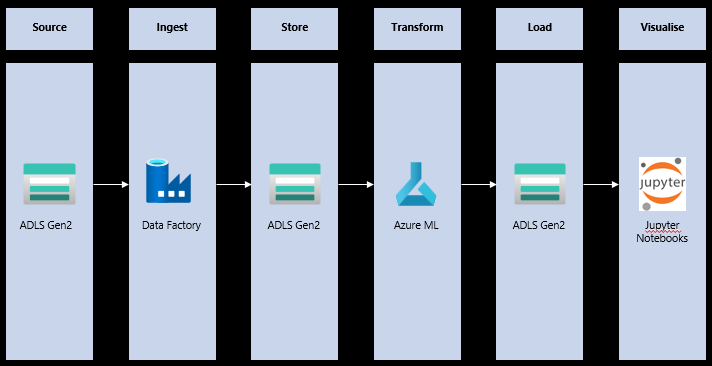 Source
Ingest
Store
Transform
Load
Visualise
ADLS Gen2
Data Factory
ADLS Gen2
Azure ML
ADLS Gen2
jupyter
Jupyter
Notebooks